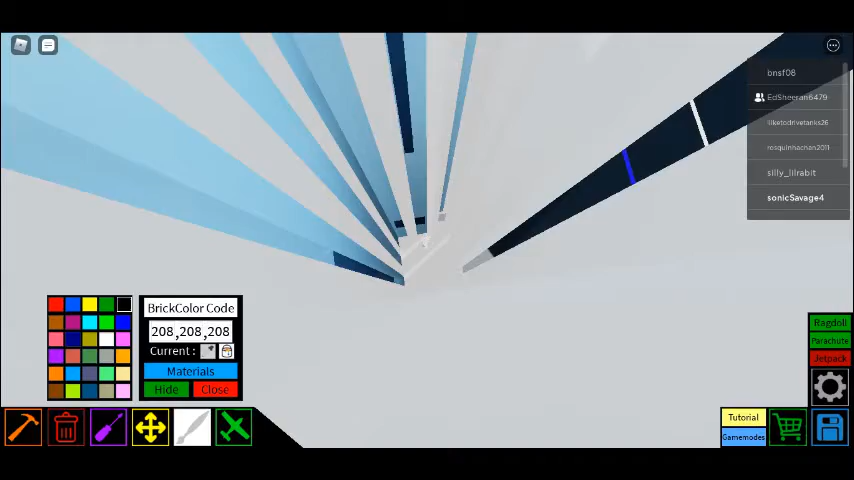 bnsf08
EdSheeran6479
iliketodrivetanks26
rosquinhachan2011
silly_lilrabit
sonicSavage4
BrickColor Code
208,208,208
Current :
Materials
Hide
Close
Ragdoll
Parachute
Jetpack
Tutorial
Gamemodes